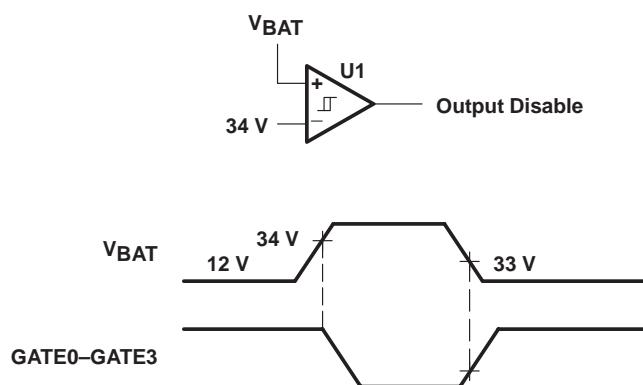 VBAT
U1
+
34 V
–
Output Disable
VBAT
12 V
34 V
33 V
GATE0–GATE3